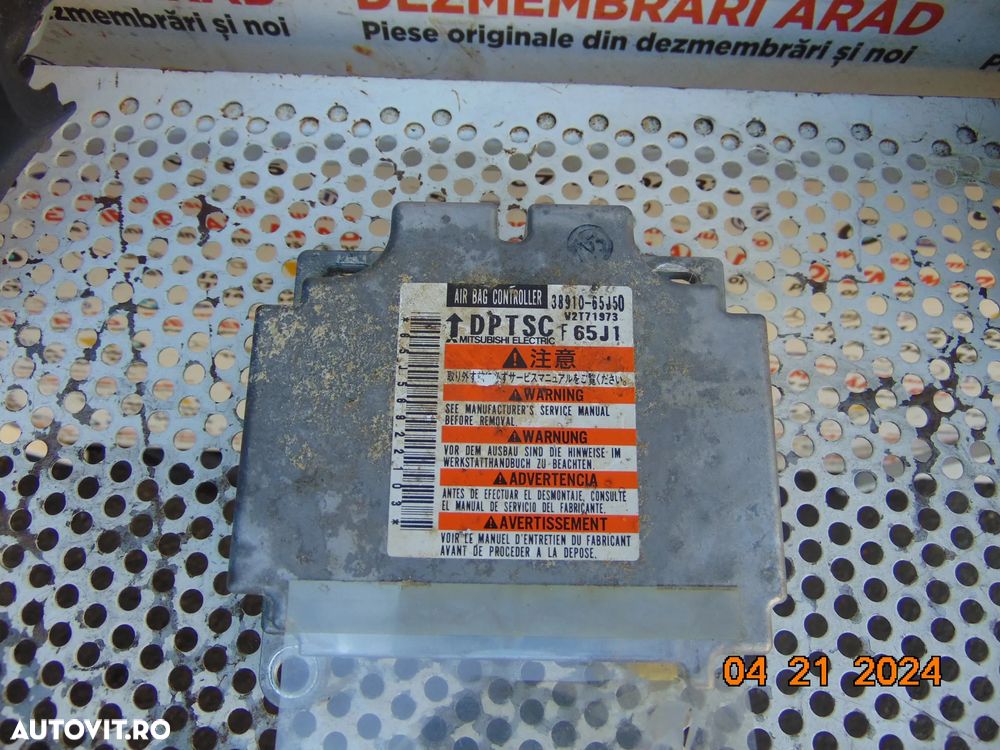 DEZMEMBRĂRI ARAD
Piese originale din dezmembrări și noi
dezmembrări și noi
AIR BAG CONTROLLER 38910-65J50
V2T71973
DPTSC F 65J1
MITSUBISHI ELECTRIC
注意
WARNING
SEE MANUFACTURER'S SERVICE MANUAL
BEFORE REMOVAL.
WARNUNG
VOR DEM AUSBAU SIND DIE HINWEISE IM
WERKSTATTHANDBUCH ZU BEACHTEN.
ADVERTENCIA
ANTES DE EFECTUAR EL DESMONTAJE, CONSULTE
EL MANUAL DE SERVICIO DEL FABRICANTE.
AVERTISSEMENT
VOIR LE MANUEL D'ENTRETIEN DU FABRICANT
AVANT DE PROCEDER A LA DEPOSE.
04 21 2024
AUTOVIT.RO